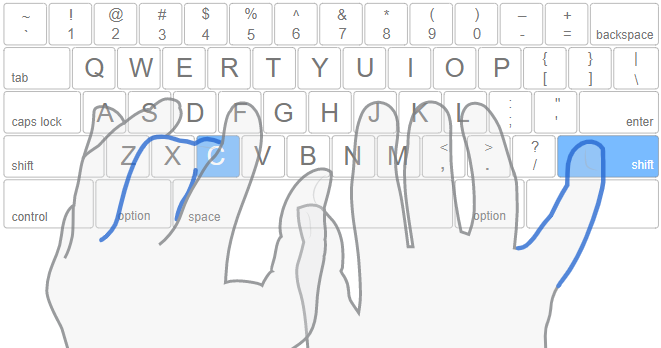 ~ ! @ # $ % ^ & * ( ) – +
` 1 2 3 4 5 6 7 8 9 0 - = backspace
tab Q W E R T Y U I O P { } |
[ ] \
caps lock A S D F G H J K L : "
; ' enter
shift Z X C V B N M < > ?
, . / shift
control option space option